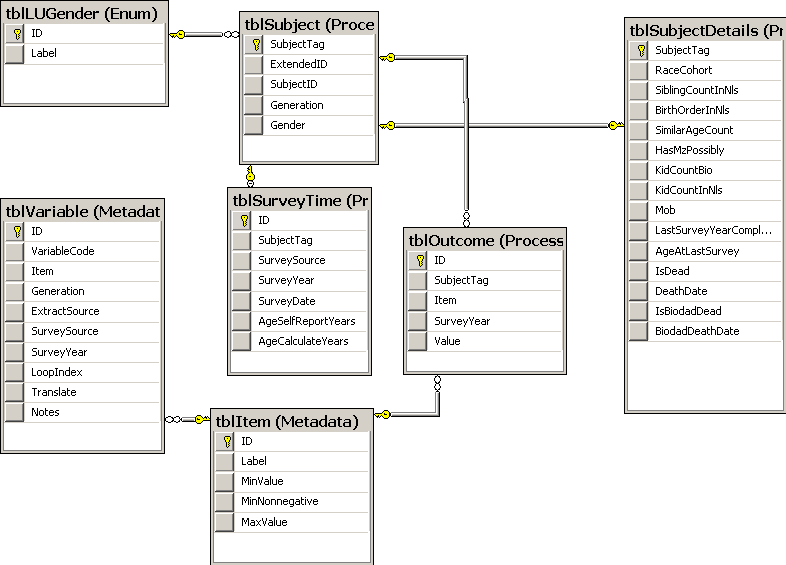 tblLUGender (Enum)
ID
Label
tblSubject (Proce
SubjectTag
ExtendedID
SubjectID
Generation
Gender
tblSubjectDetails (Pr
SubjectTag
RaceCohort
SiblingCountInNls
BirthOrderInNls
SimilarAgeCount
HasMzPossibly
KidCountBio
KidCountInNls
Mob
LastSurveyYearCompl...
AgeAtLastSurvey
IsDead
DeathDate
IsBiodadDead
BiodadDeathDate
tblVariable (Metadat
ID
VariableCode
Item
Generation
ExtractSource
SurveySource
SurveyYear
LoopIndex
Translate
Notes
tblSurveyTime (Pr
ID
SubjectTag
SurveySource
SurveyYear
SurveyDate
AgeSelfReportYears
AgeCalculateYears
tblOutcome (Process
ID
SubjectTag
Item
SurveyYear
Value
tblItem (Metadata)
ID
Label
MinValue
MinNonnegative
MaxValue